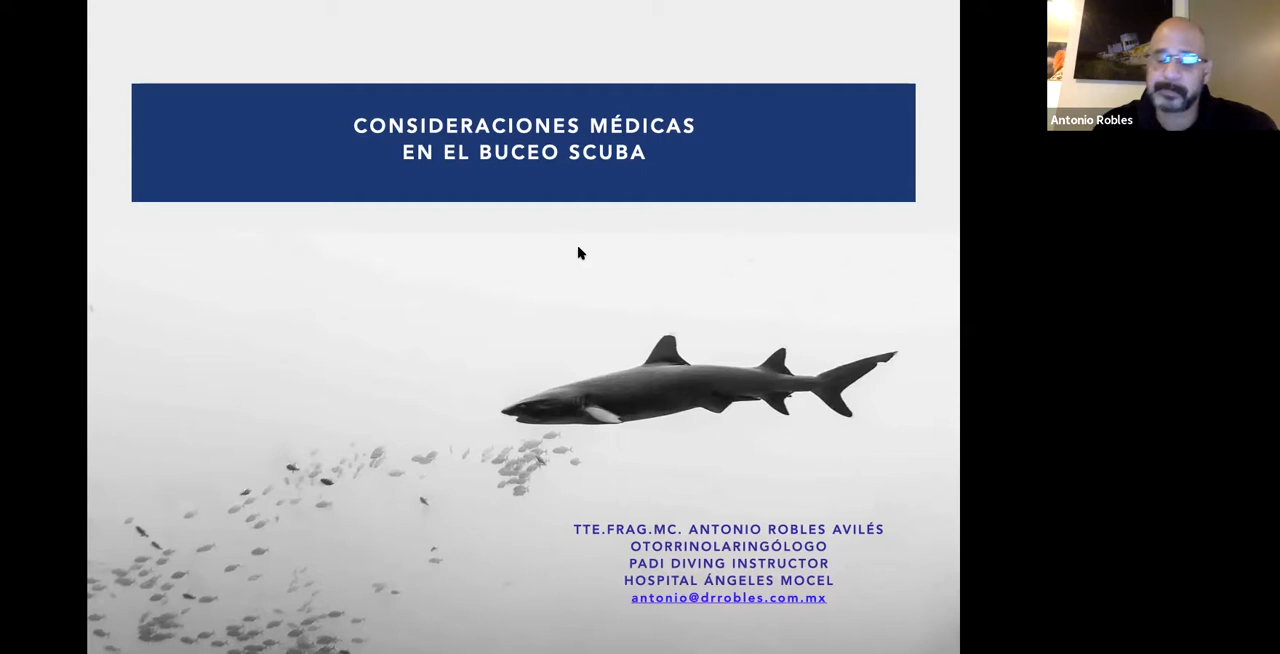 CONSIDERACIONES MÉDICAS
EN EL BUCEO SCUBA
Antonio Robles
TTE.FRAG.MC. ANTONIO ROBLES AVILÉS
OTORRINOLARINGÓLOGO
PADI DIVING INSTRUCTOR
HOSPITAL ÁNGELES MOCEL
antonio@drrobles.com.mx